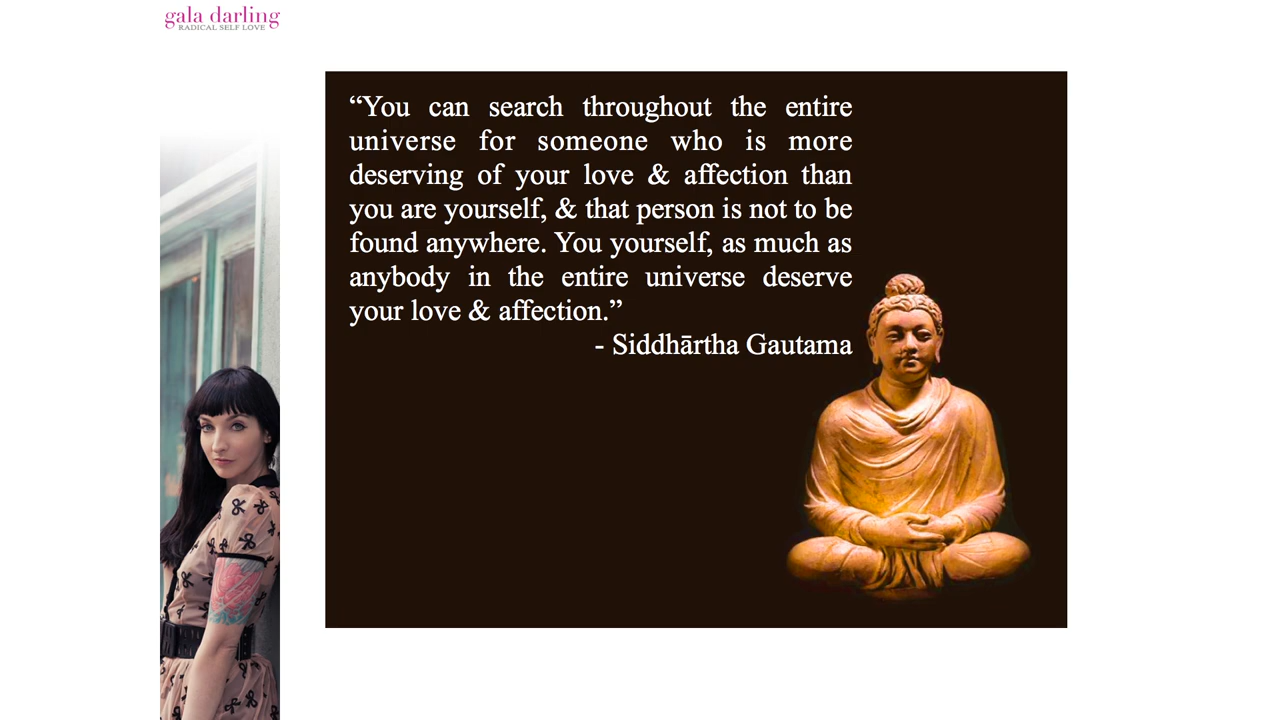 gala darling
RADICAL SELF LOVE
“You can search throughout the entire
universe for someone who is more
deserving of your love & affection than
you are yourself, & that person is not to be
found anywhere. You yourself, as much as
anybody in the entire universe deserve
your love & affection.”
- Siddhārtha Gautama